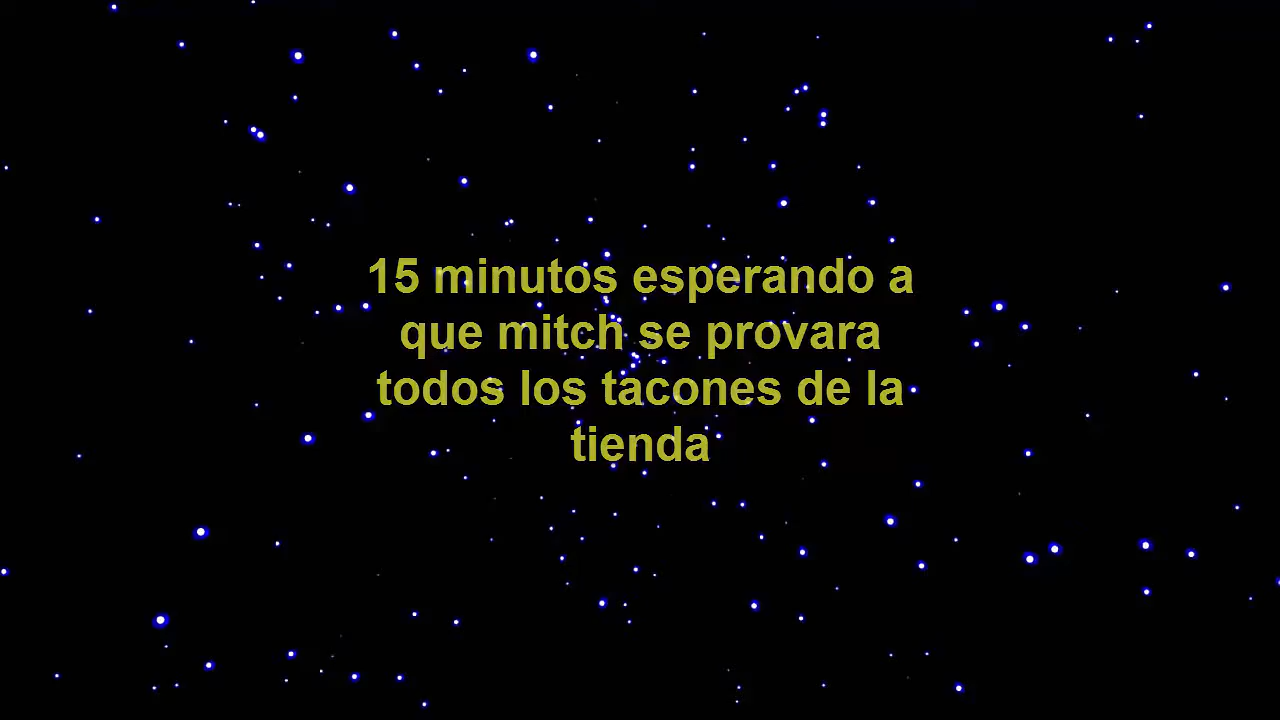 15 minutos esperando a
que mitch se provara
todos los tacones de la
tienda